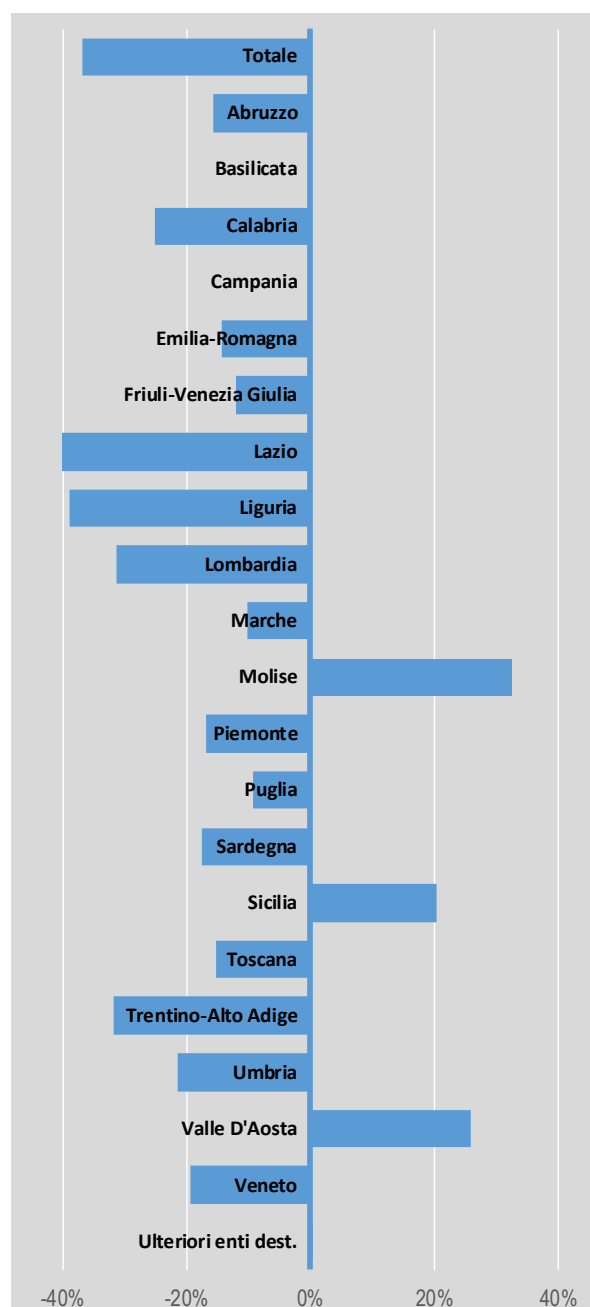 Totale
Abruzzo
Basilicata
Calabria
Campania
Emilia-Romagna
Friuli-Venezia Giulia
Lazio
Liguria
Lombardia
Marche
Molise
Piemonte
Puglia
Sardegna
Sicilia
Toscana
Trentino-Alto Adige
Umbria
Valle D'Aosta
Veneto
Ulteriori enti dest.
-40% -20% 0% 20% 40%